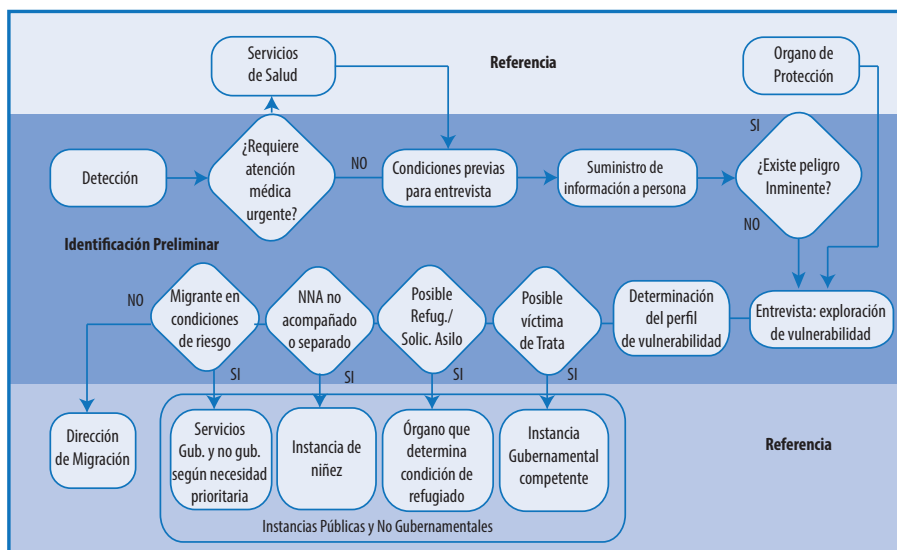 Servicios
de Salud
Referencia
Organo de
Protección
¿Requiere
atención
médica
urgente?
NO
SI
Detección
Condiciones previas
para entrevista
Suministro de
información a persona
¿Existe peligro
Inminente?
NO
Identificación Preliminar
NO
Migrante en
condiciones
de riesgo
NNA no
acompañado
o separado
Posible
Refug./
Solic. Asilo
Posible
víctima
de Trata
Determinación
del perfil
de vulnerabilidad
Entrevista: exploración
de vulnerabilidad
SI
SI
SI
SI
Dirección
de Migración
Servicios
Gub. y no gub.
según necesidad
prioritaria
Instancia de
niñez
Órgano que
determina
condición de
refugiado
Instancia
Gubernamental
competente
Referencia
Instancias Públicas y No Gubernamentales